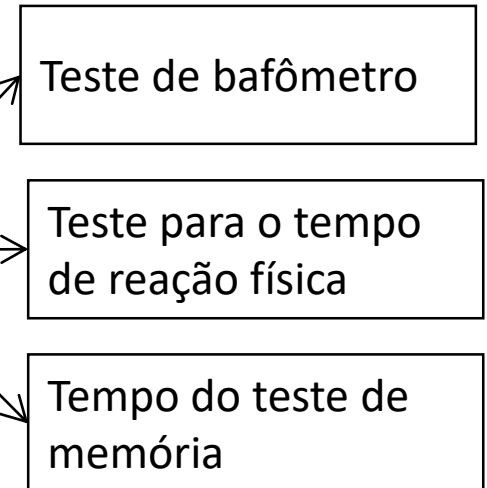 Teste de bafômetro
Teste para o tempo
de reação física
Tempo do teste de
memória